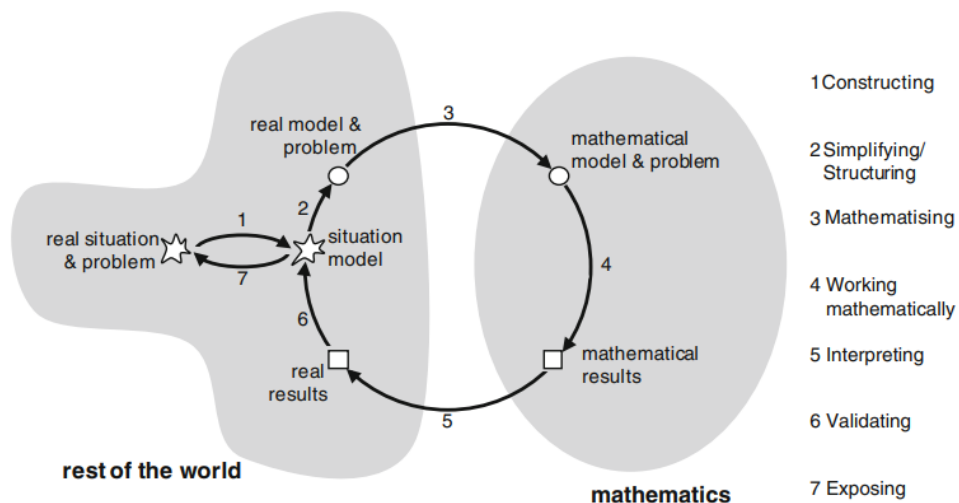 real model &
problem
3
mathematical
model & problem
2
1
real situation
& problem
situation
model
7
4
6
real
results
mathematical
results
5
rest of the world
mathematics
1 Constructing
2 Simplifying/
Structuring
3 Mathematising
4 Working
mathematically
5 Interpreting
6 Validating
7 Exposing